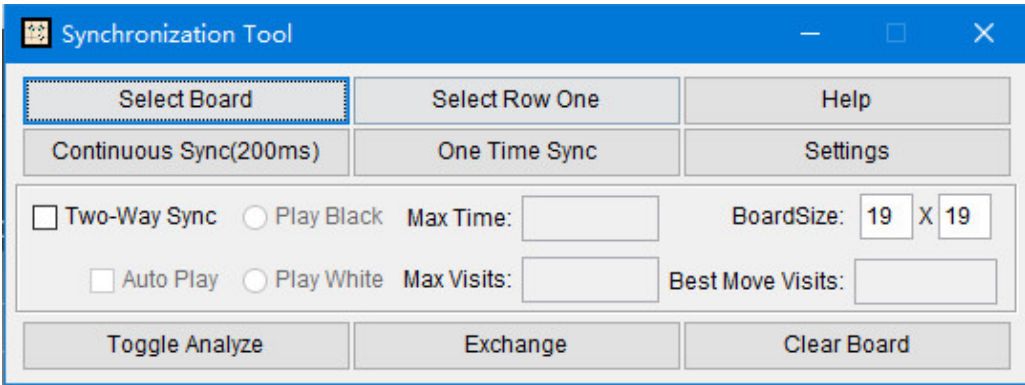 Synchronization Tool
Select Board Select Row One Help
Continuous Sync(200ms) One Time Sync Settings
Two-Way Sync Play Black Max Time: BoardSize: 19 X 19
Auto Play Play White Max Visits: Best Move Visits:
Toggle Analyze Exchange Clear Board